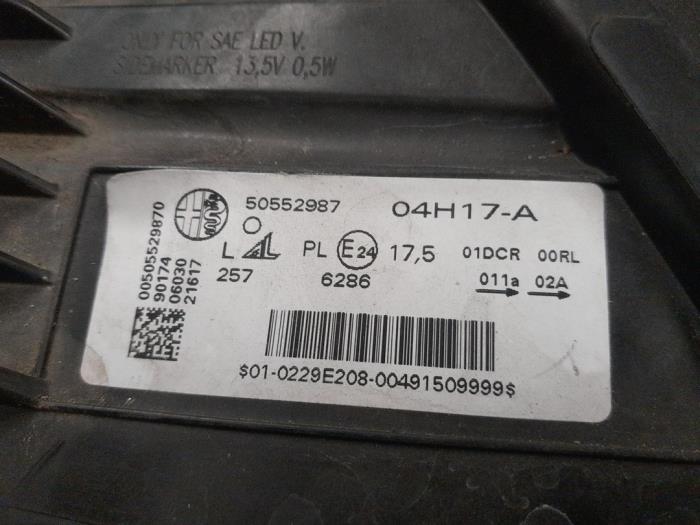 ONLY FOR SAE LED V.
SIDEMARKER 13,5V 0,5W
50552987 04H17-A
L AL PL E24 17,5 01DCR 00RL
257 6286 011a 02A
00505529870
90174
06030
21617
$01-0229E208-00491509999$